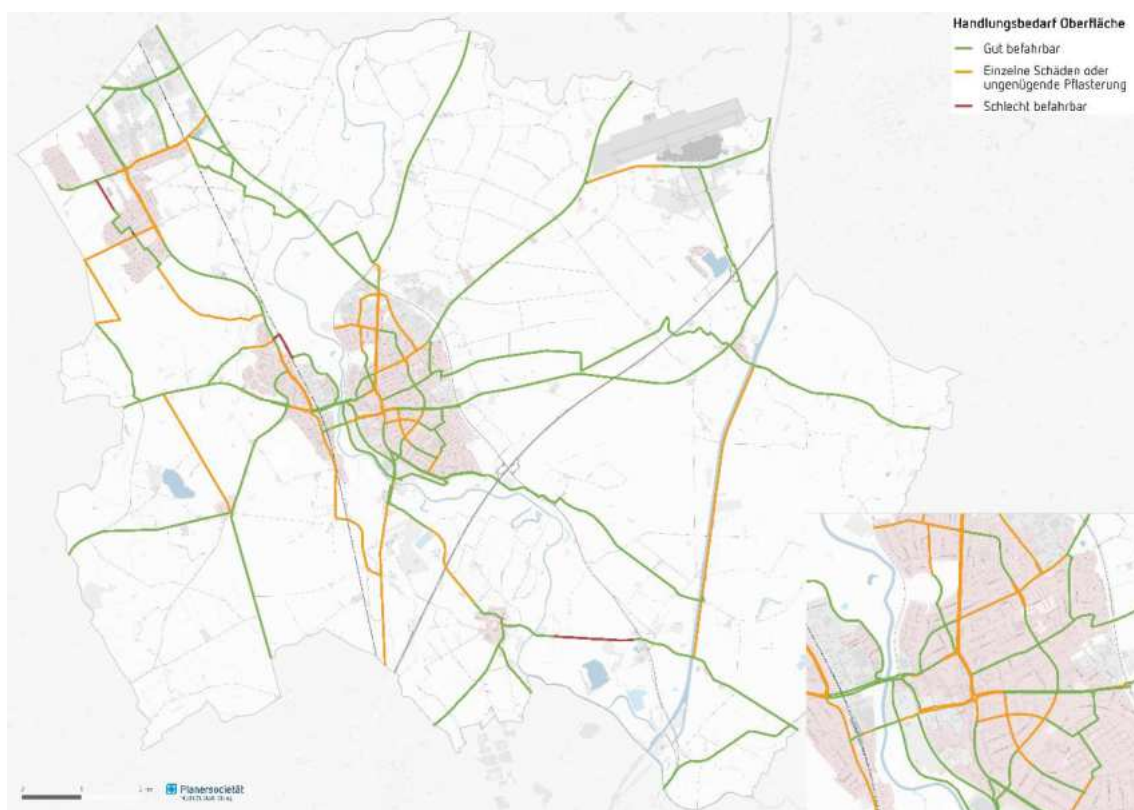 Handlungsbedarf Oberfläche
Gut befahrbar
Einzelne Schäden oder
ungenügende Pflasterung
Schlecht befahrbar
Planersocietät